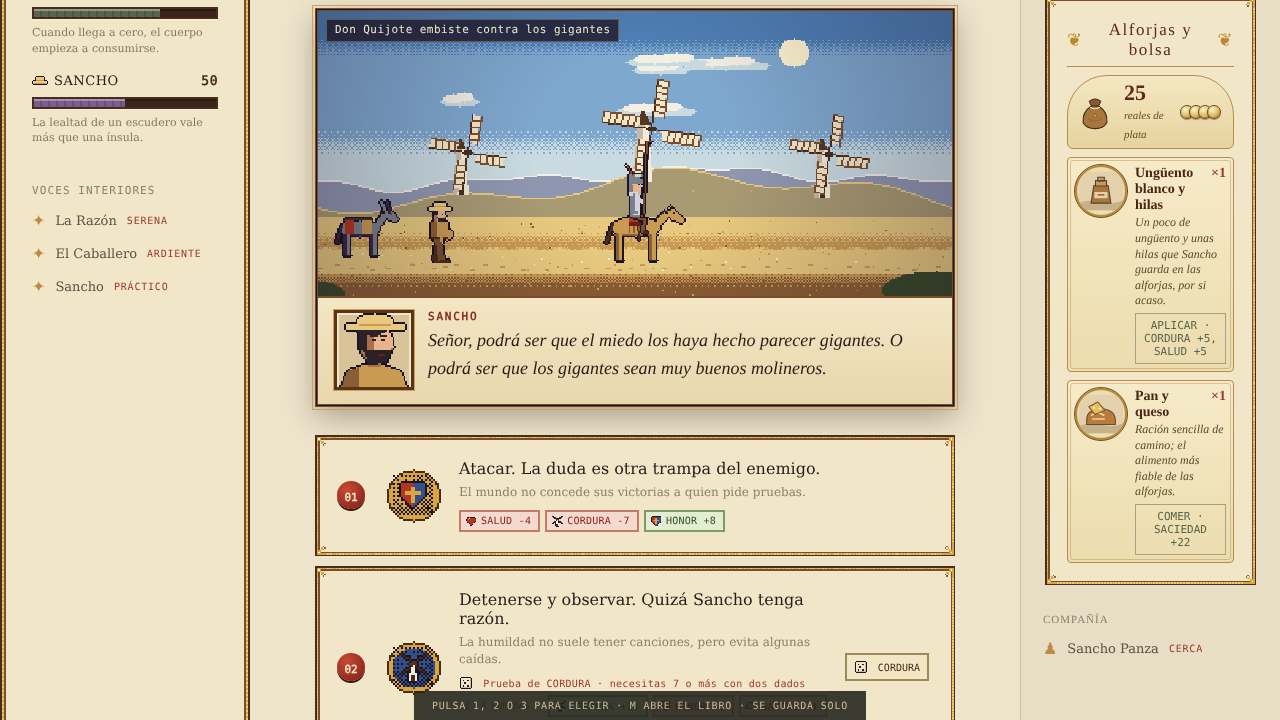 Cuando llega a cero, el cuerpo
empieza a consumirse.
SANCHO 50
La lealtad de un escudero vale
más que una ínsula.
VOCES INTERIORES
La Razón SERENA
El Caballero ARDIENTE
Sancho PRÁCTICO
Don Quijote embiste contra los gigantes
SANCHO
Señor, podrá ser que el miedo los haya hecho parecer gigantes. O
podrá ser que los gigantes sean muy buenos molineros.
01
Atacar. La duda es otra trampa del enemigo.
El mundo no concede sus victorias a quien pide pruebas.
SALUD -4 CORDURA -7 HONOR +8
02
Detenerse y observar. Quizá Sancho tenga
razón.
La humildad no suele tener canciones, pero evita algunas
caídas.
Prueba de CORDURA · necesitas 7 o más con dos dados
CORDURA
PULSA 1, 2 O 3 PARA ELEGIR · M ABRE EL LIBRO · SE GUARDA SOLO
Alforjas y
bolsa
25
reales de
plata
Ungüento ×1
blanco y
hilas
Un poco de
ungüento y unas
hilas que Sancho
guarda en las
alforjas, por si
acaso.
APLICAR ·
CORDURA +5,
SALUD +5
Pan y ×1
queso
Ración sencilla de
camino; el
alimento más
fiable de las
alforjas.
COMER ·
SACIEDAD
+22
COMPAÑÍA
Sancho Panza CERCA